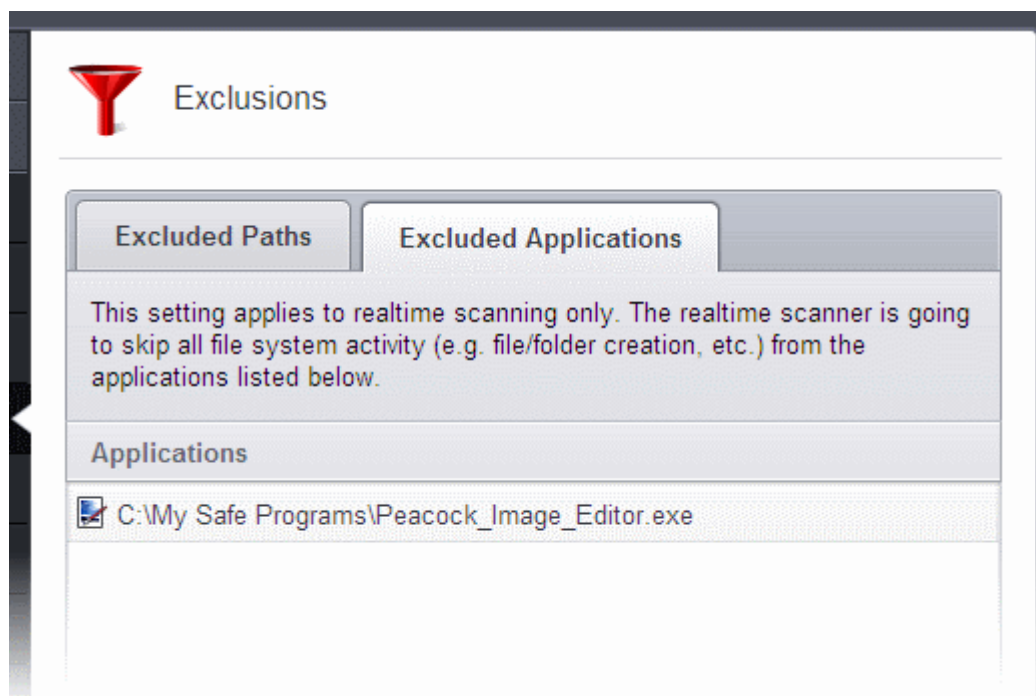 Exclusions
Excluded Paths
Excluded Applications
This setting applies to realtime scanning only. The realtime scanner is going
to skip all file system activity (e.g. file/folder creation, etc.) from the
applications listed below.
Applications
C:\My Safe Programs\Peacock_Image_Editor.exe